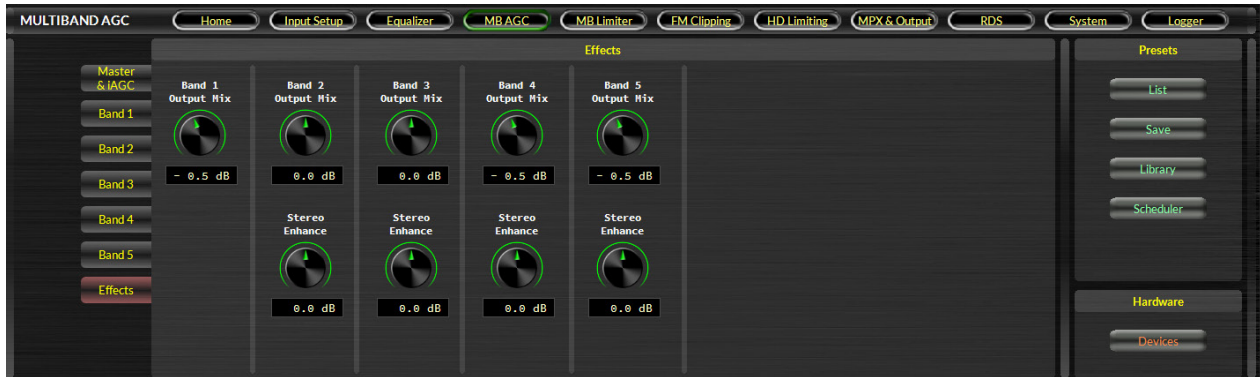 MULTIBAND AGC
Home
Input Setup
Equalizer
MB AGC
MB Limiter
FM Clipping
HD Limiting
MPX & Output
RDS
System
Logger
Effects
Presets
Master
& iAGC
Band 1
Band 2
Band 3
Band 4
Band 5
Effects
Band 1
Output Mix
- 0.5 dB
Band 2
Output Mix
0.0 dB
Band 3
Output Mix
0.0 dB
Band 4
Output Mix
- 0.5 dB
Band 5
Output Mix
- 0.5 dB
Stereo
Enhance
0.0 dB
Stereo
Enhance
0.0 dB
Stereo
Enhance
0.0 dB
Stereo
Enhance
0.0 dB
List
Save
Library
Scheduler
Hardware
Devices